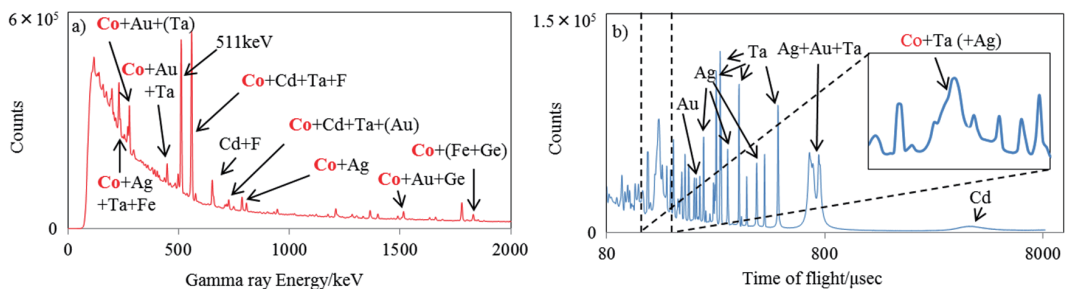 6 × 10⁵
a)
Co+Au+(Ta)
511keV
Co+Au
+Ta
Co+Cd+Ta+F
Co+Cd+Ta+(Au)
Cd+F
Co+Ag
Co+(Fe+Ge)
Co+Au+Ge
Co+Ag
+Ta+Fe
Counts
0
0
500
1000
1500
2000
Gamma ray Energy/keV
1.5 × 10⁵
b)
Ta
Ag+Au+Ta
Co+Ta (+Ag)
Ag
Au
Cd
Counts
0
80
800
8000
Time of flight/μsec